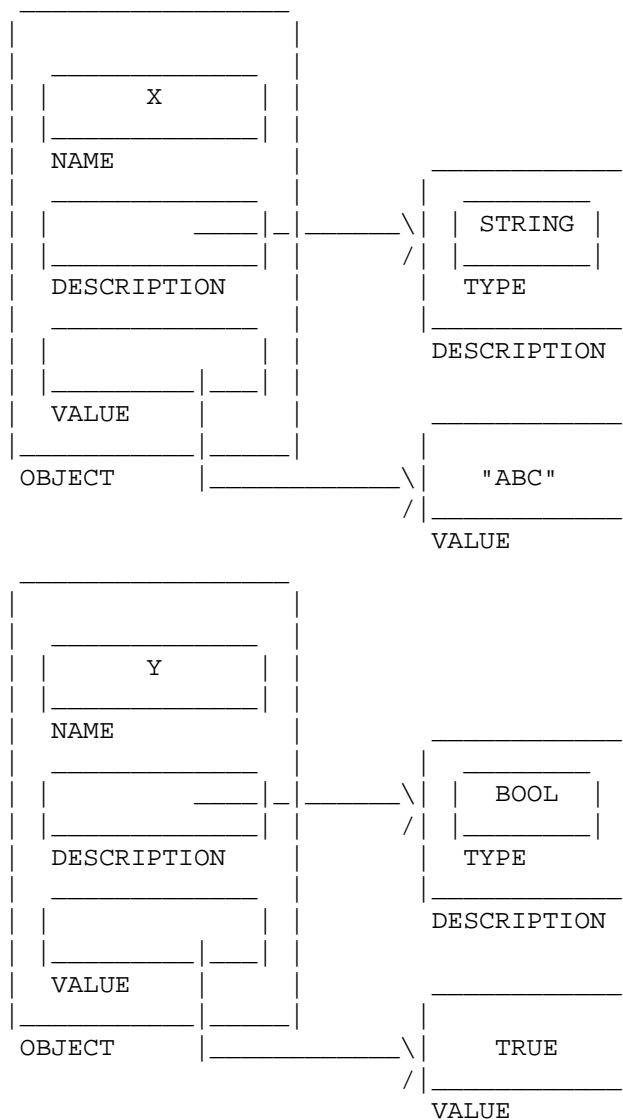 X
NAME
STRING
DESCRIPTION TYPE
DESCRIPTION
VALUE
OBJECT "ABC"
VALUE
Y
NAME
BOOL
DESCRIPTION TYPE
DESCRIPTION
VALUE
OBJECT TRUE
VALUE